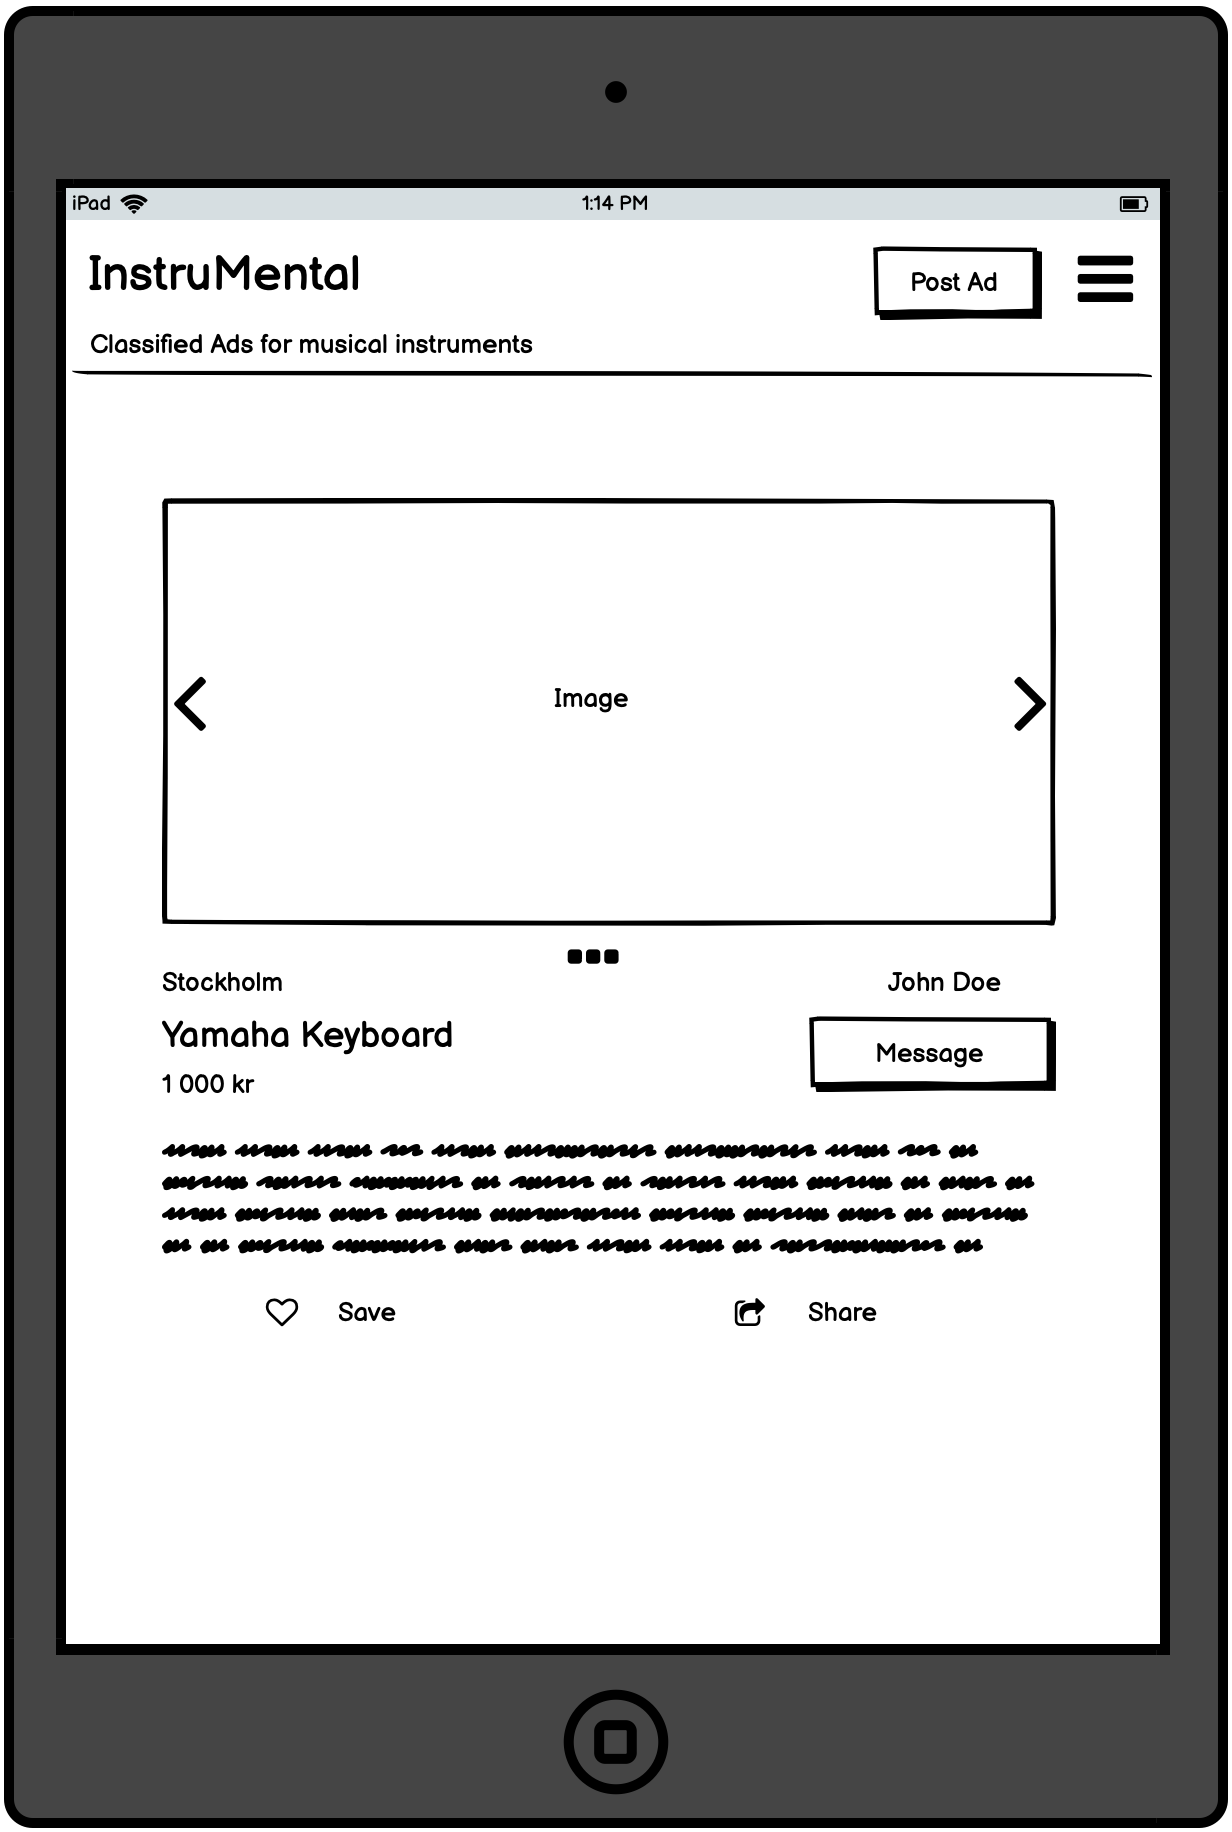 iPad 1:14 PM
InstruMental
Post Ad
Classified Ads for musical instruments
Image
Stockholm
John Doe
Yamaha Keyboard
Message
1 000 kr
Save
Share